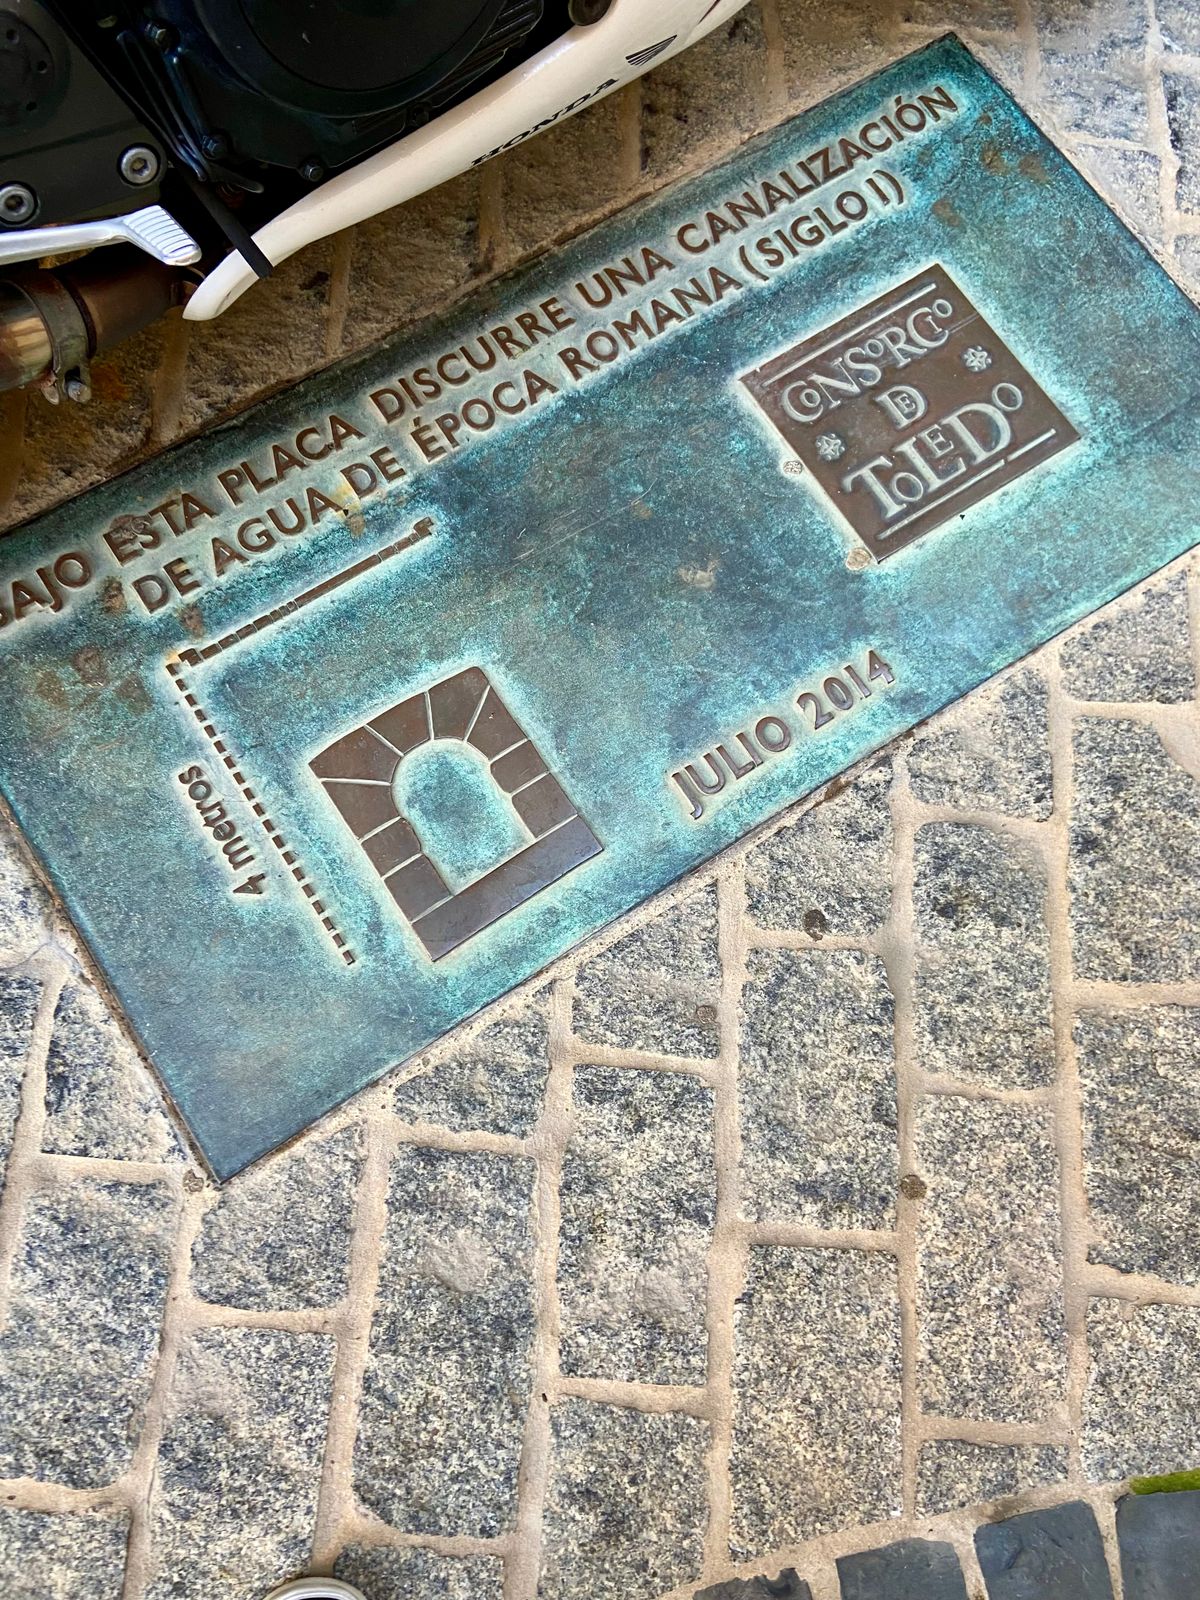 HONDA
BAJO ESTA PLACA DISCURRE UNA CANALIZACIÓN
DE AGUA DE ÉPOCA ROMANA (SIGLO I)
CONSORCIO
DE
TOLEDO
4 metros
JULIO 2014